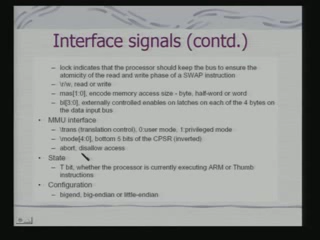 Interface signals (contd.)
– lock indicates that the processor should keep the bus to ensure the
atomicity of the read and write phase of a SWAP instruction
– \r/w, read or write
– mas[1:0], encode memory access size - byte, half-word or word
– bl[3:0], externally controlled enables on latches on each of the 4 bytes on
the data input bus
• MMU interface
– \trans (translation control), 0:user mode, 1:privileged mode
– \mode[4:0], bottom 5 bits of the CPSR (inverted)
– abort, disallow access
• State
– T bit, whether the processor is currently executing ARM or Thumb
instructions
• Configuration
– bigend, big-endian or little-endian